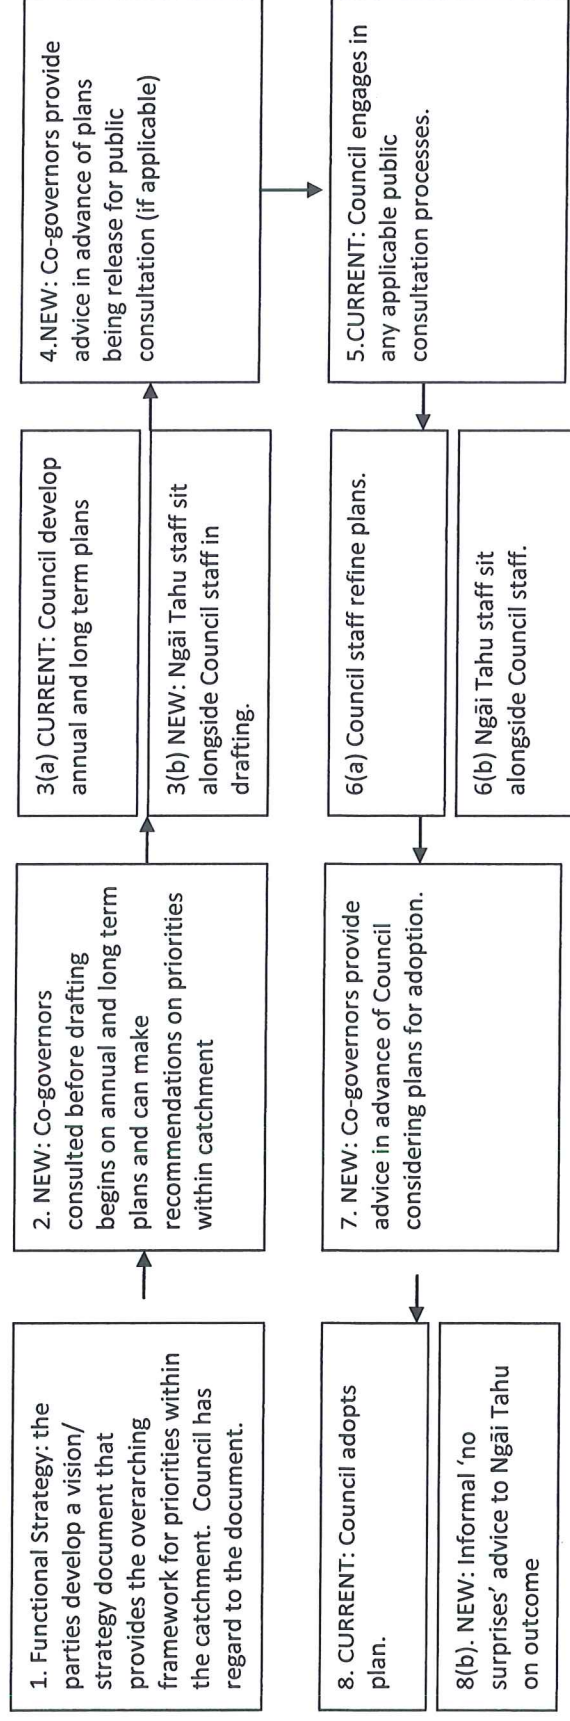 1. Functional Strategy: the
parties develop a vision/
strategy document that
provides the overarching
framework for priorities within
the catchment.  Council has
regard to the document.
2. NEW: Co-governors
consulted before drafting
begins on annual and long term
plans and can make
recommendations on priorities
within catchment
3(a) CURRENT: Council develop
annual and long term plans
3(b) NEW: Ngāi Tahu staff sit
alongside Council staff in
drafting.
4.NEW: Co-governors provide
advice in advance of plans
being release for public
consultation (if applicable)
5.CURRENT: Council engages in
any applicable public
consultation processes.
6(a) Council staff refine plans.
6(b) Ngāi Tahu staff sit
alongside Council staff.
7. NEW: Co-governors provide
advice in advance of Council
considering plans for adoption.
8. CURRENT: Council adopts
plan.
8(b). NEW: Informal ‘no
surprises’ advice to Ngāi Tahu
on outcome